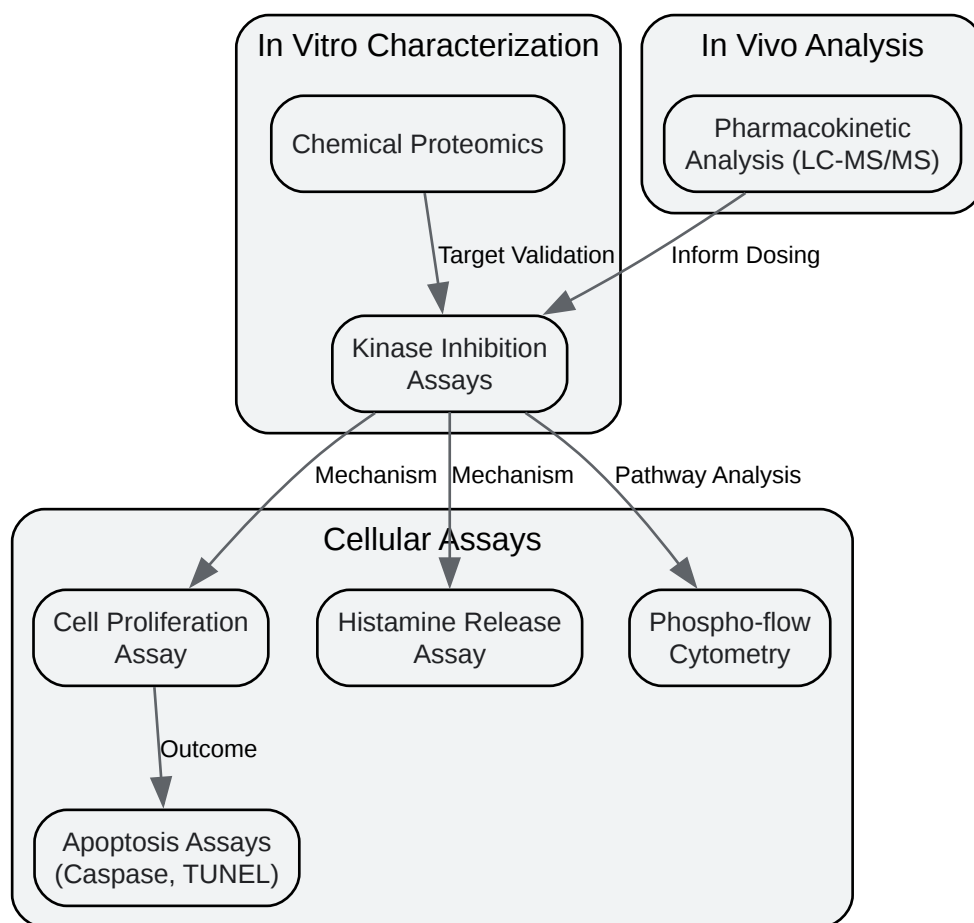 In Vitro Characterization
In Vivo Analysis
Chemical Proteomics
Pharmacokinetic
Analysis (LC-MS/MS)
Target Validation
Inform Dosing
Kinase Inhibition
Assays
Mechanism
Mechanism
Pathway Analysis
Cellular Assays
Cell Proliferation
Assay
Histamine Release
Assay
Phospho-flow
Cytometry
Outcome
Apoptosis Assays
(Caspase, TUNEL)